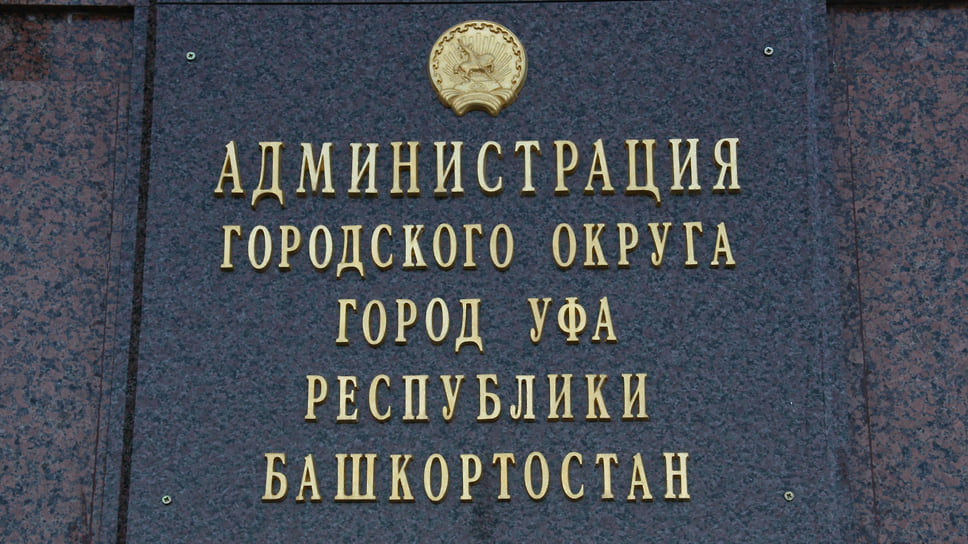 АДМИНИСТРАЦИЯ
ГОРОДСКОГО ОКРУГА
ГОРОД УФА
РЕСПУБЛИКИ
БАШКОРТОСТАН